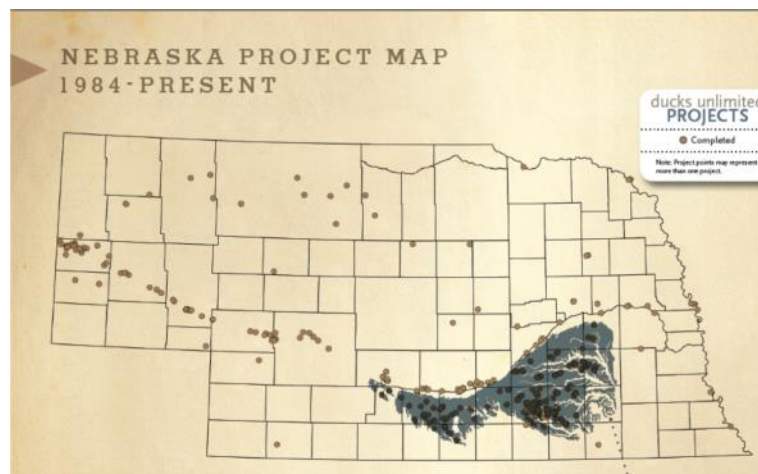 NEBRASKA PROJECT MAP
1984-PRESENT
ducks unlimited
PROJECTS
Completed
Note: Project points may represent
more than one project.